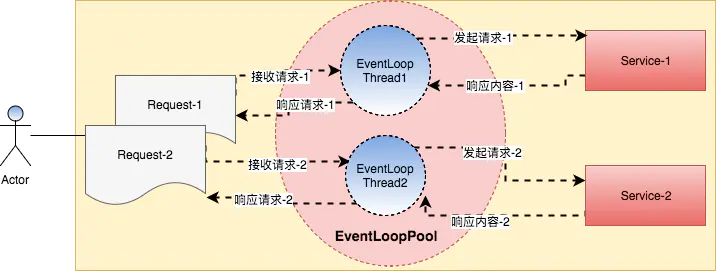 发起请求-1
EventLoop
Thread1
Service-1
接收请求-1
响应内容-1
Request-1
响应请求-1
Request-2
发起请求-2
接收请求-2
EventLoop
Thread2
Actor
Service-2
响应请求-2
响应内容-2
EventLoopPool